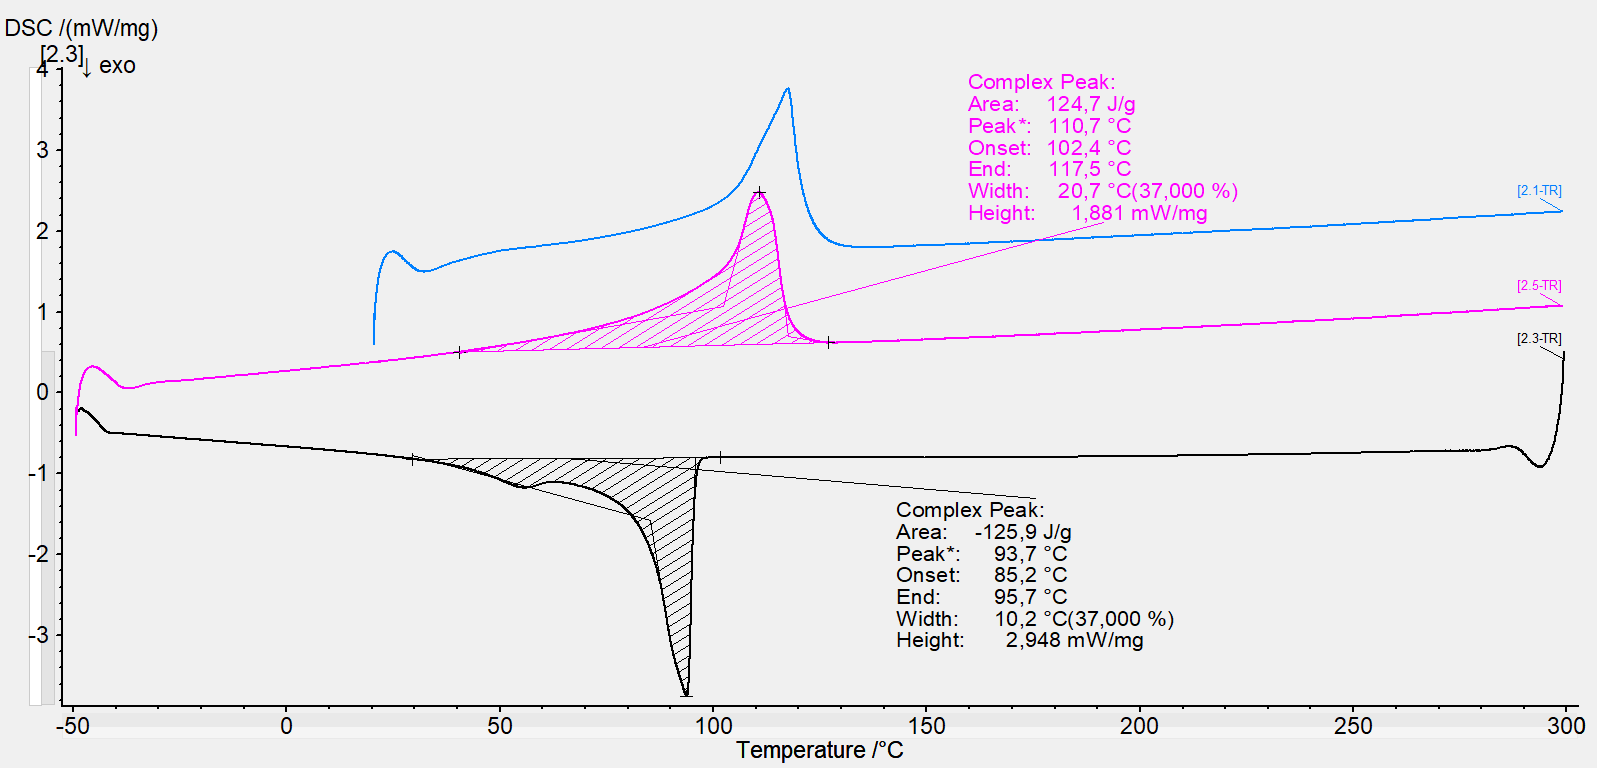 DSC /(mW/mg)
[2.3]
↓ exo
4
3
2
1
0
-1
-2
-3
Complex Peak:
Area: 124,7 J/g
Peak*: 110,7 °C
Onset: 102,4 °C
End: 117,5 °C
Width: 20,7 °C(37,000 %)
Height: 1,881 mW/mg
[2.1-TR]
[2.5-TR]
[2.3-TR]
Complex Peak:
Area: -125,9 J/g
Peak*: 93,7 °C
Onset: 85,2 °C
End: 95,7 °C
Width: 10,2 °C(37,000 %)
Height: 2,948 mW/mg
-50 0 50 100 150 200 250 300
Temperature /°C